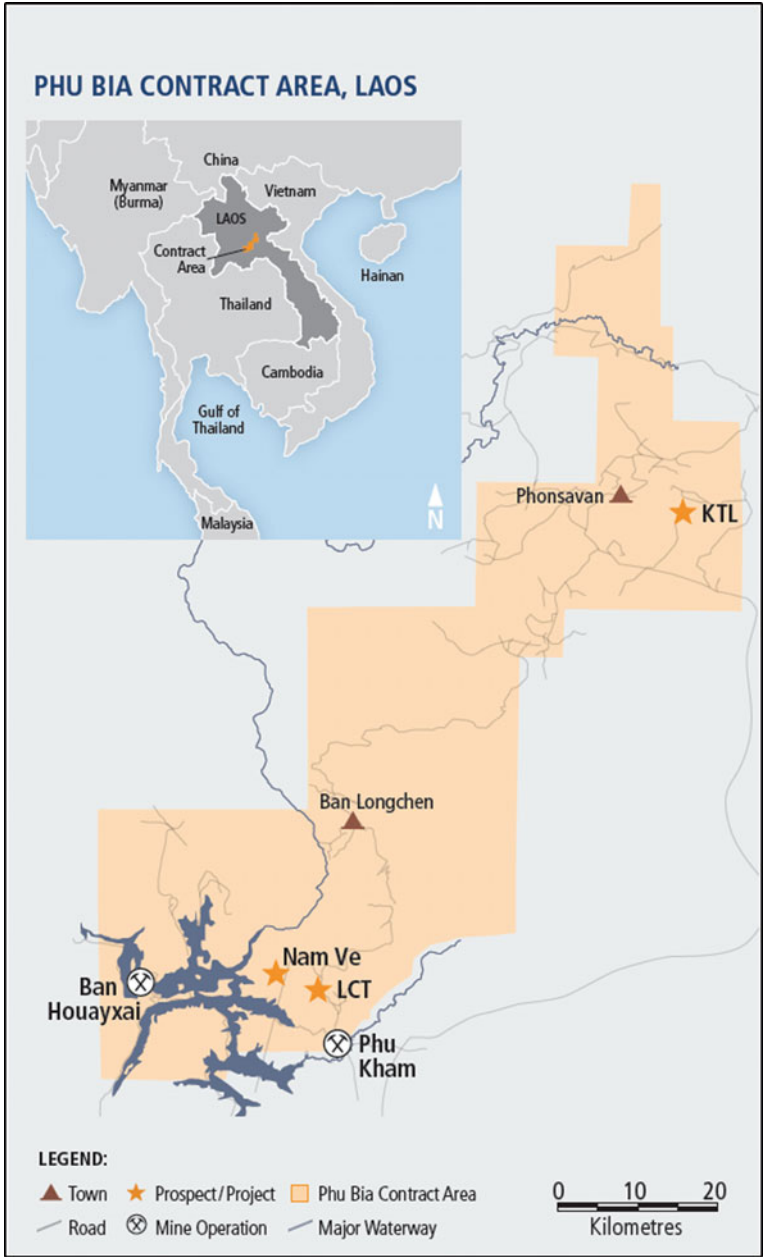 PHU BIA CONTRACT AREA, LAOS
China
Myanmar
(Burma)
Vietnam
LAOS
Contract
Area
Hainan
Thailand
Cambodia
Gulf of
Thailand
N
Malaysia
Phonsavan
KTL
Ban Longchen
Nam Ve
LCT
Ban
Houayxai
Phu
Kham
LEGEND:
Town
Prospect/Project
Phu Bia Contract Area
Road
Mine Operation
Major Waterway
0 10 20
Kilometres